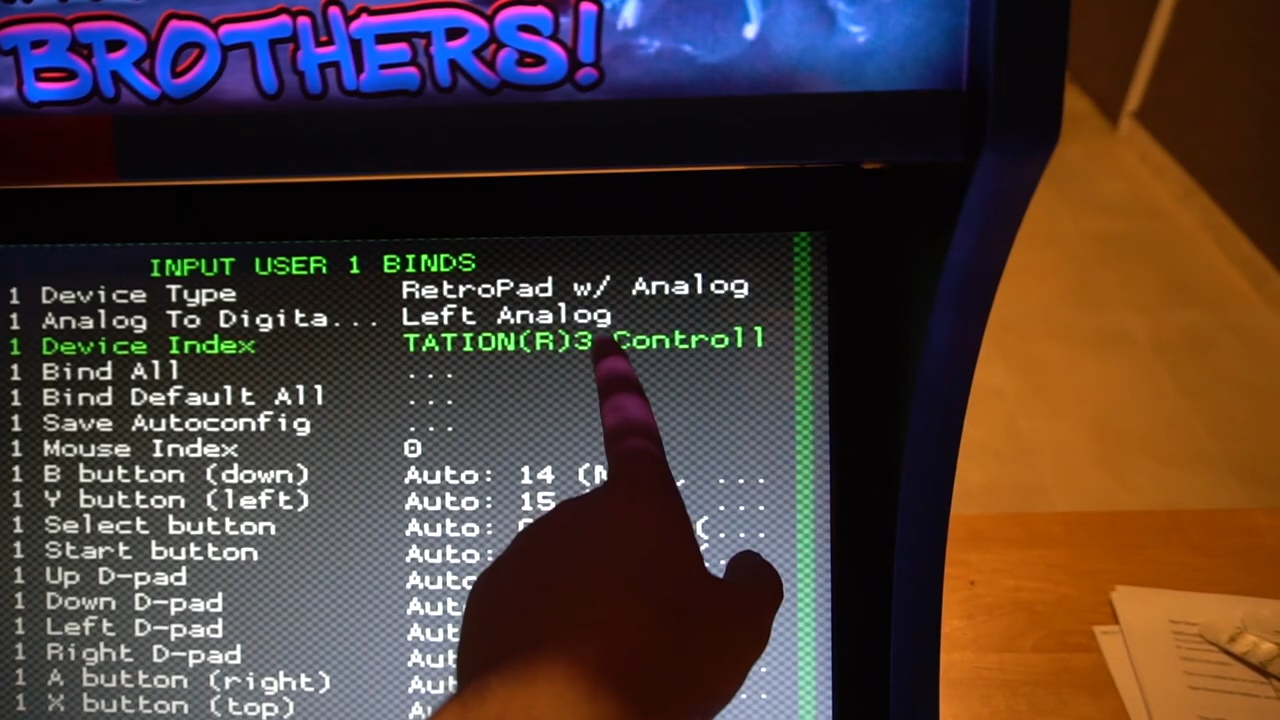 BROTHERS!
INPUT USER 1 BINDS
1 Device Type RetroPad w/ Analog
1 Analog To Digita... Left Analog
1 Device Index TATION(R)3 Controll
1 Bind All ...
1 Bind Default All ...
1 Save Autoconfig ...
1 Mouse Index 0
1 B button (down) Auto: 14 ( ...
1 Y button (left) Auto: 15 ...
1 Select button Auto: (...
1 Start button Auto:
1 Up D-pad
1 Down D-pad
1 Left D-pad
1 Right D-pad
1 A button (right)
1 X button (top)